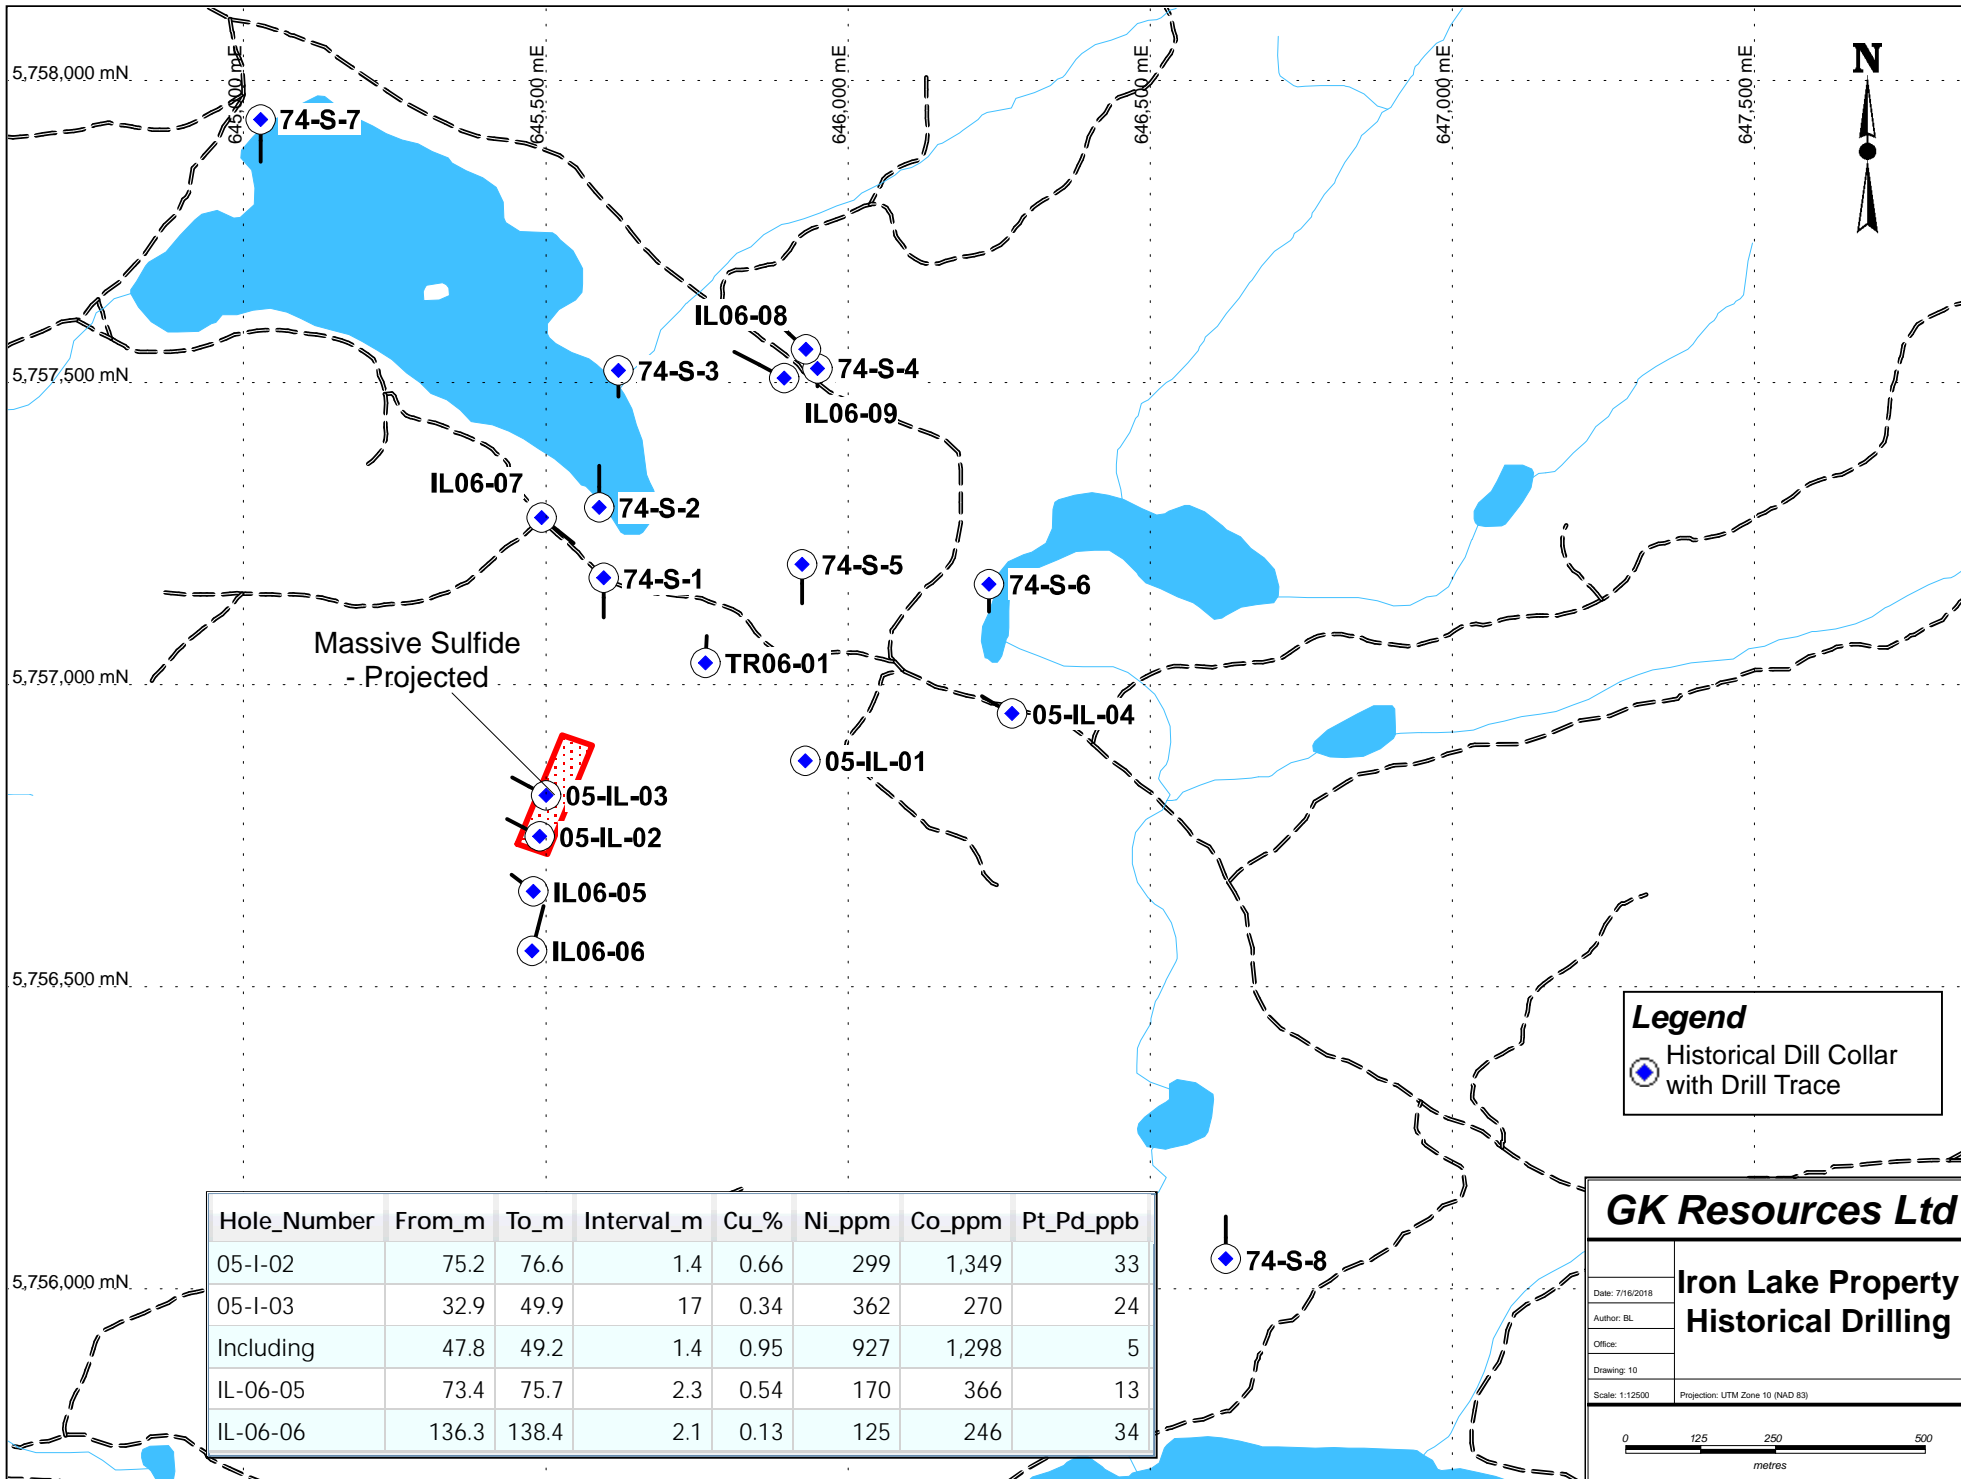 645,000 mE
645,500 mE
646,000 mE
646,500 mE
647,000 mE
647,500 mE
N
5,758,000 mN
74-S-7
IL06-08
5,757,500 mN
74-S-3
74-S-4
IL06-09
IL06-07
74-S-2
74-S-5
74-S-1
74-S-6
Massive Sulfide
- Projected
TR06-01
5,757,000 mN
05-IL-04
05-IL-01
05-IL-03
05-IL-02
IL06-05
IL06-06
5,756,500 mN
Legend
Historical Dill Collar
with Drill Trace
74-S-8
5,756,000 mN
Hole_Number From_m To_m Interval_m Cu_% Ni_ppm Co_ppm Pt_Pd_ppb
05-I-02 75.2 76.6 1.4 0.66 299 1,349 33
05-I-03 32.9 49.9 17 0.34 362 270 24
Including 47.8 49.2 1.4 0.95 927 1,298 5
IL-06-05 73.4 75.7 2.3 0.54 170 366 13
IL-06-06 136.3 138.4 2.1 0.13 125 246 34
GK Resources Ltd
Iron Lake Property
Historical Drilling
Date: 7/16/2018
Author: BL
Office:
Drawing: 10
Scale: 1:12500
Projection: UTM Zone 10 (NAD 83)
0 125 250 500
metres